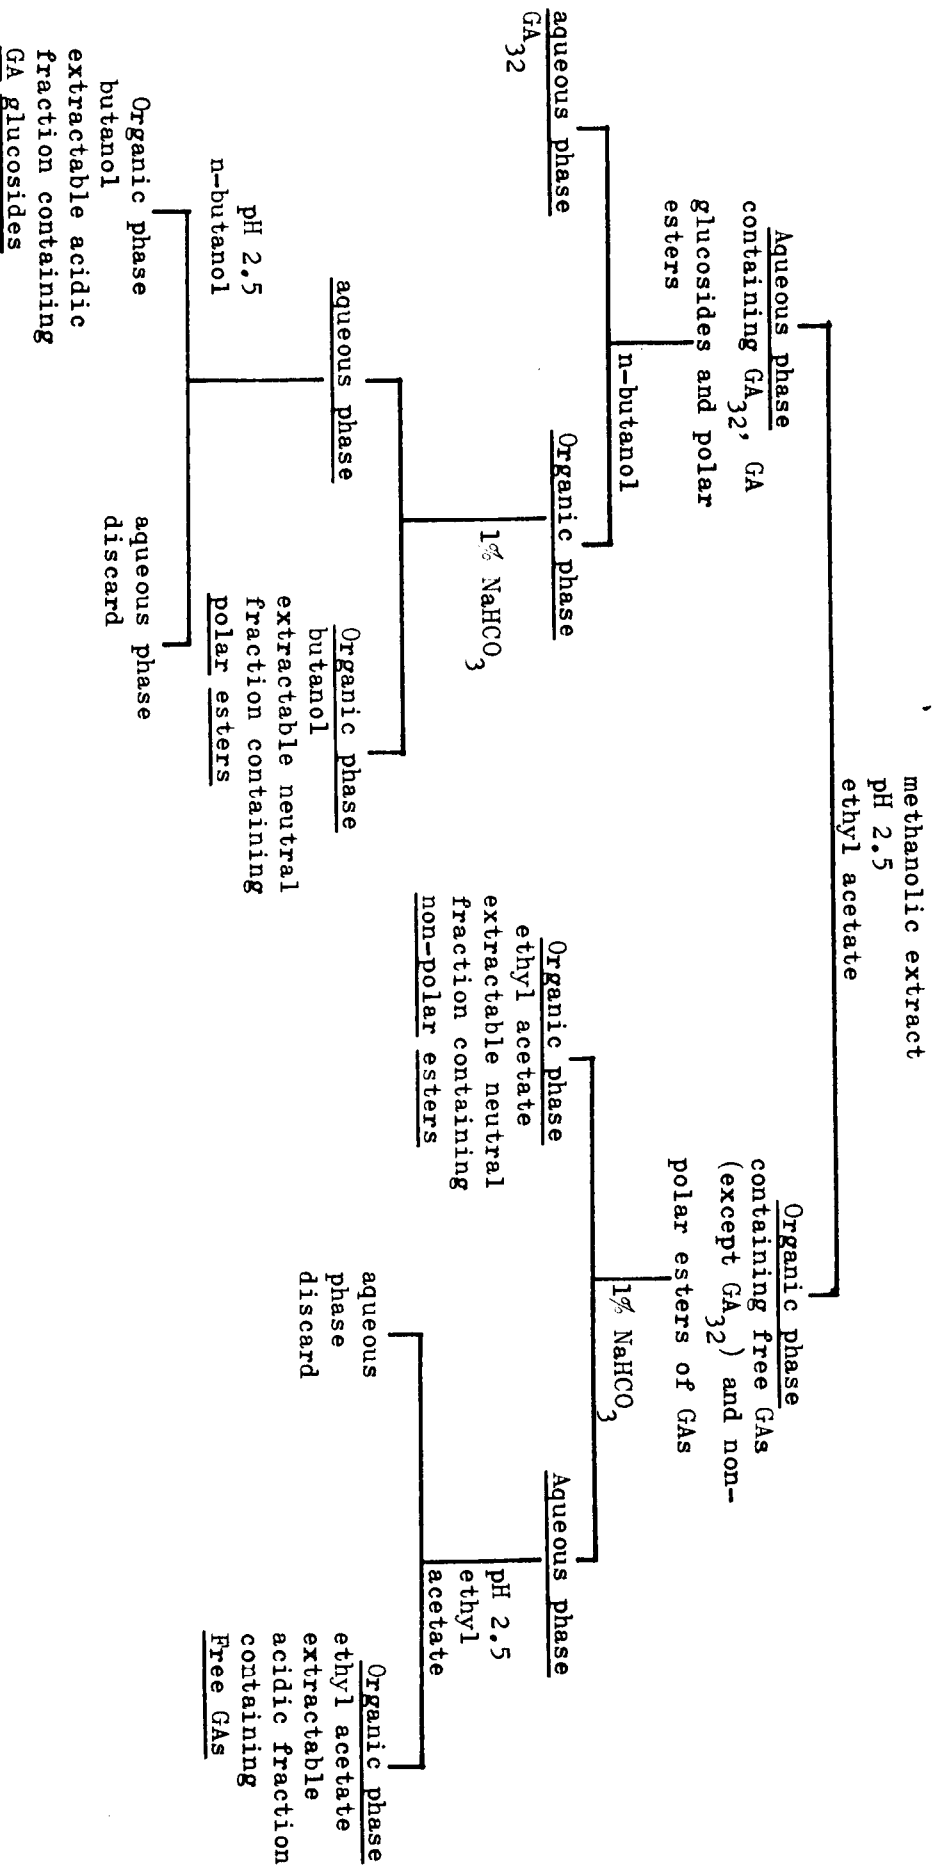 methanolic extract
pH 2.5
ethyl acetate
Aqueous phase
containing GA32, GA
glucosides and polar
esters
Organic phase
containing free GAs
(except GA32) and non-
polar esters of GAs
n-butanol
1% NaHCO3
aqueous phase
GA32
Organic phase
Organic phase
ethyl acetate
extractable neutral
fraction containing
non-polar esters
Aqueous phase
1% NaHCO3
pH 2.5
ethyl
acetate
aqueous phase
Organic phase
butanol
extractable neutral
fraction containing
polar esters
aqueous
phase
discard
Organic phase
ethyl acetate
extractable
acidic fraction
containing
Free GAs
pH 2.5
n-butanol
Organic phase
butanol
extractable acidic
fraction containing
GA glucosides
aqueous phase
discard